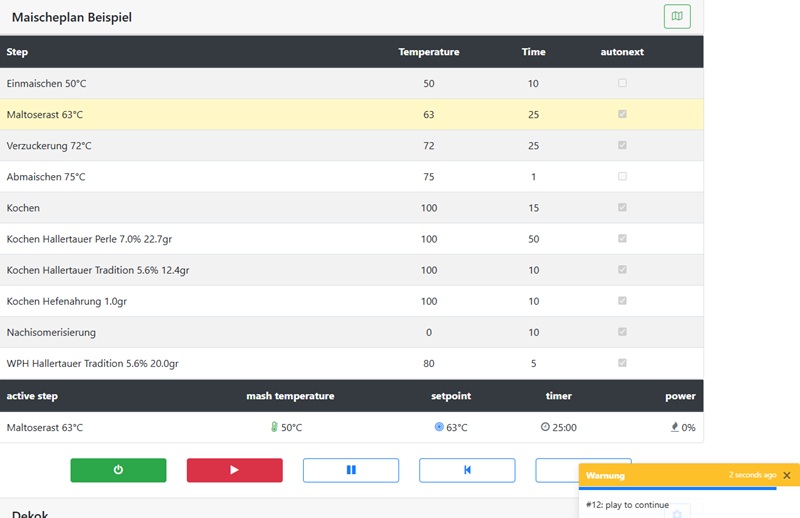 Maischeplan Beispiel
Step Temperature Time autonext
Einmaischen 50°C 50 10
Maltoserast 63°C 63 25
Verzuckerung 72°C 72 25
Abmaischen 75°C 75 1
Kochen 100 15
Kochen Hallertauer Perle 7.0% 22.7gr 100 50
Kochen Hallertauer Tradition 5.6% 12.4gr 100 10
Kochen Hefenahrung 1.0gr 100 10
Nachisomerisierung 0 10
WPH Hallertauer Tradition 5.6% 20.0gr 80 5
active step mash temperature setpoint timer power
Maltoserast 63°C 50°C 63°C 25:00 0%
Warnung 2 seconds ago
#12: play to continue
Dekok